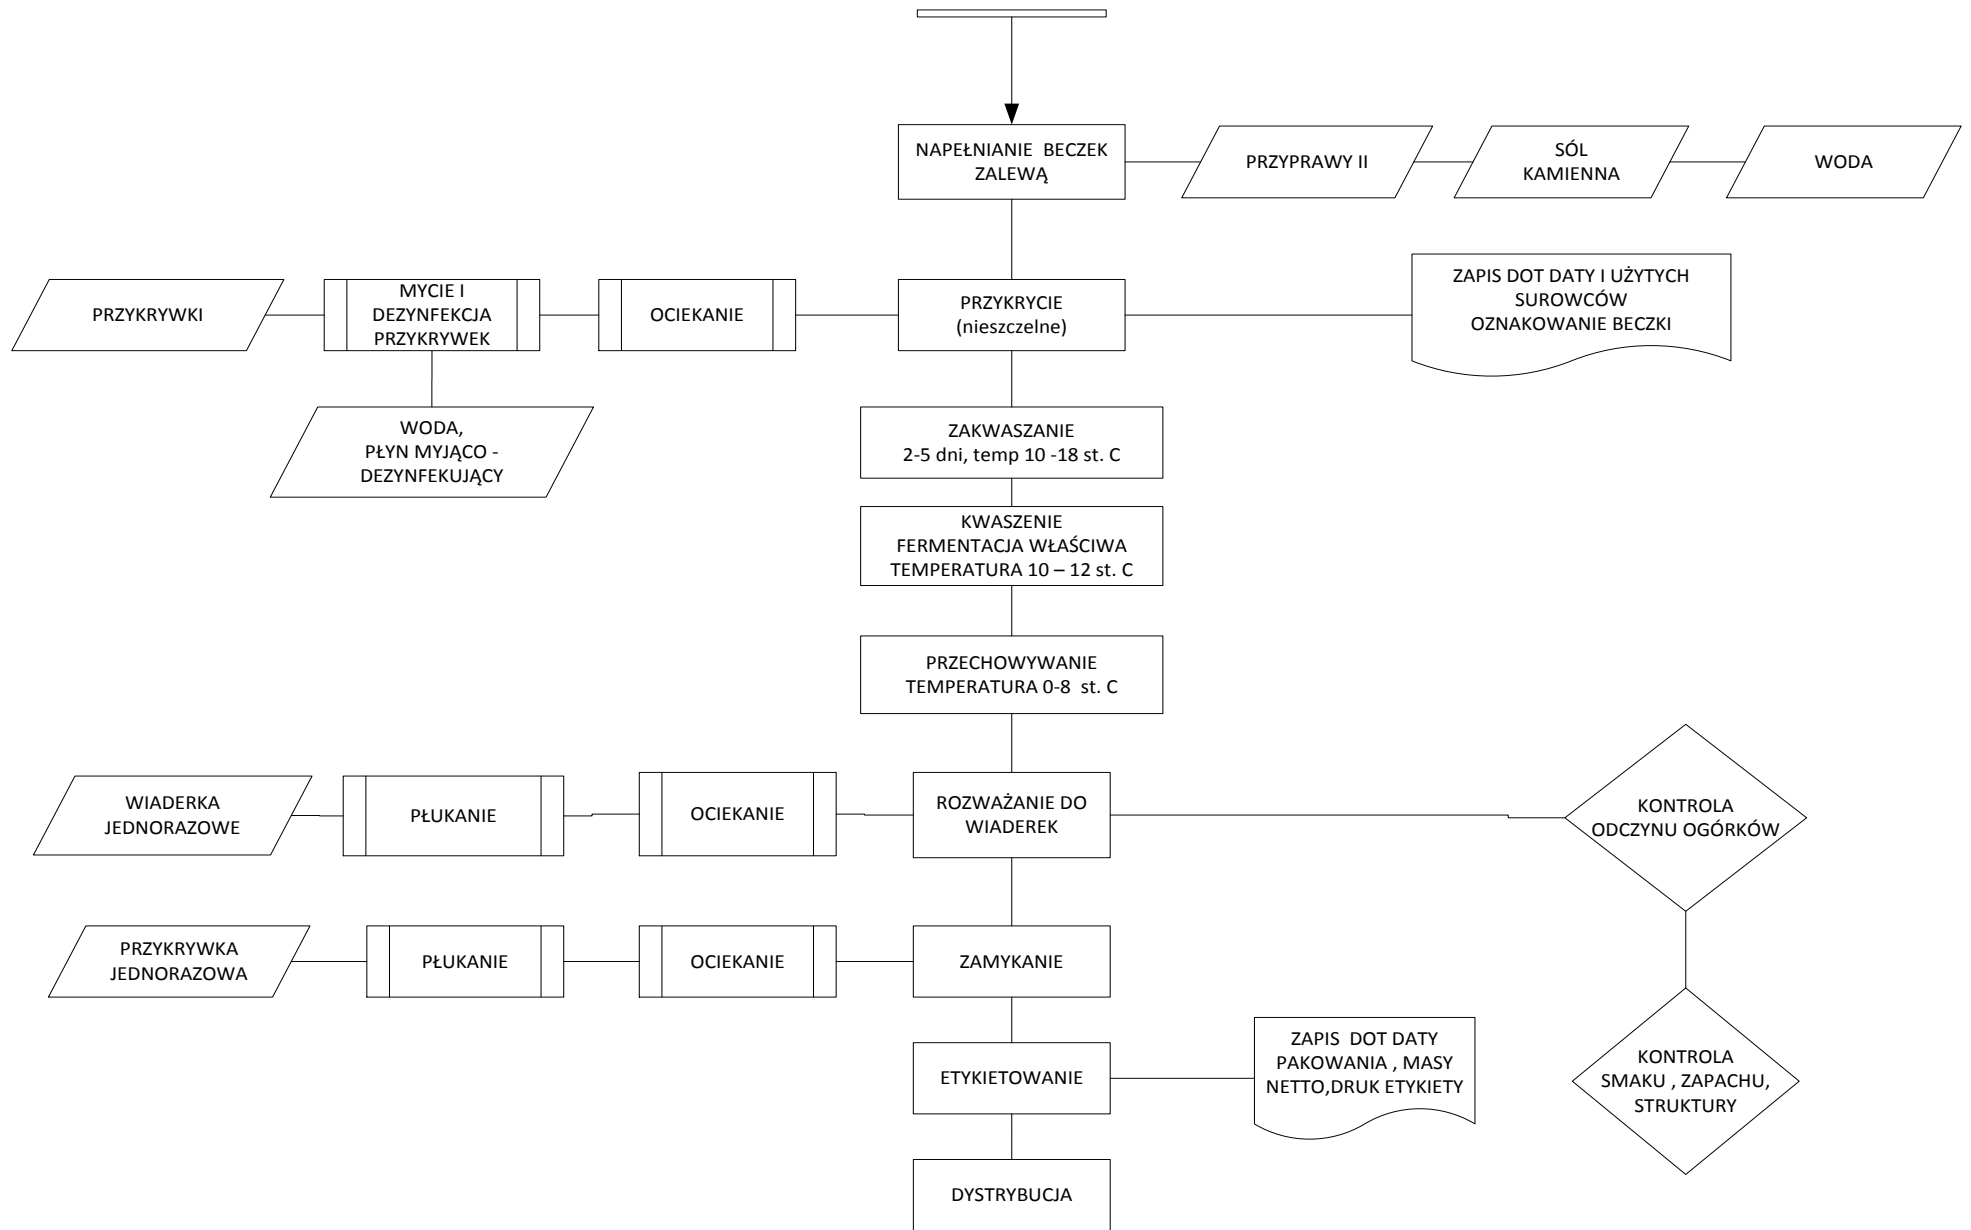 NAPEŁNIANIE BECZEK
ZALEWĄ
PRZYPRAWY II
SÓL
KAMIENNA
WODA
PRZYKRYWKI
MYCIE I
DEZYNFEKCJA
PRZYKRYWEK
OCIEKANIE
PRZYKRYCIE
(nieszczelne)
ZAPIS DOT DATY I UŻYTYCH
SUROWCÓW
OZNAKOWANIE BECZKI
WODA,
PŁYN MYJĄCO -
DEZYNFEKUJĄCY
ZAKWASZANIE
2-5 dni, temp 10 -18 st. C
KWASZENIE
FERMENTACJA WŁAŚCIWA
TEMPERATURA 10 – 12 st. C
PRZECHOWYWANIE
TEMPERATURA 0-8 st. C
WIADERKA
JEDNORAZOWE
PŁUKANIE
OCIEKANIE
ROZWAŻANIE DO
WIADEREK
KONTROLA
ODCZYNU OGÓRKÓW
PRZYKRYWKA
JEDNORAZOWA
PŁUKANIE
OCIEKANIE
ZAMYKANIE
ETYKIETOWANIE
ZAPIS DOT DATY
PAKOWANIA , MASY
NETTO,DRUK ETYKIETY
KONTROLA
SMAKU , ZAPACHU,
STRUKTURY
DYSTRYBUCJA